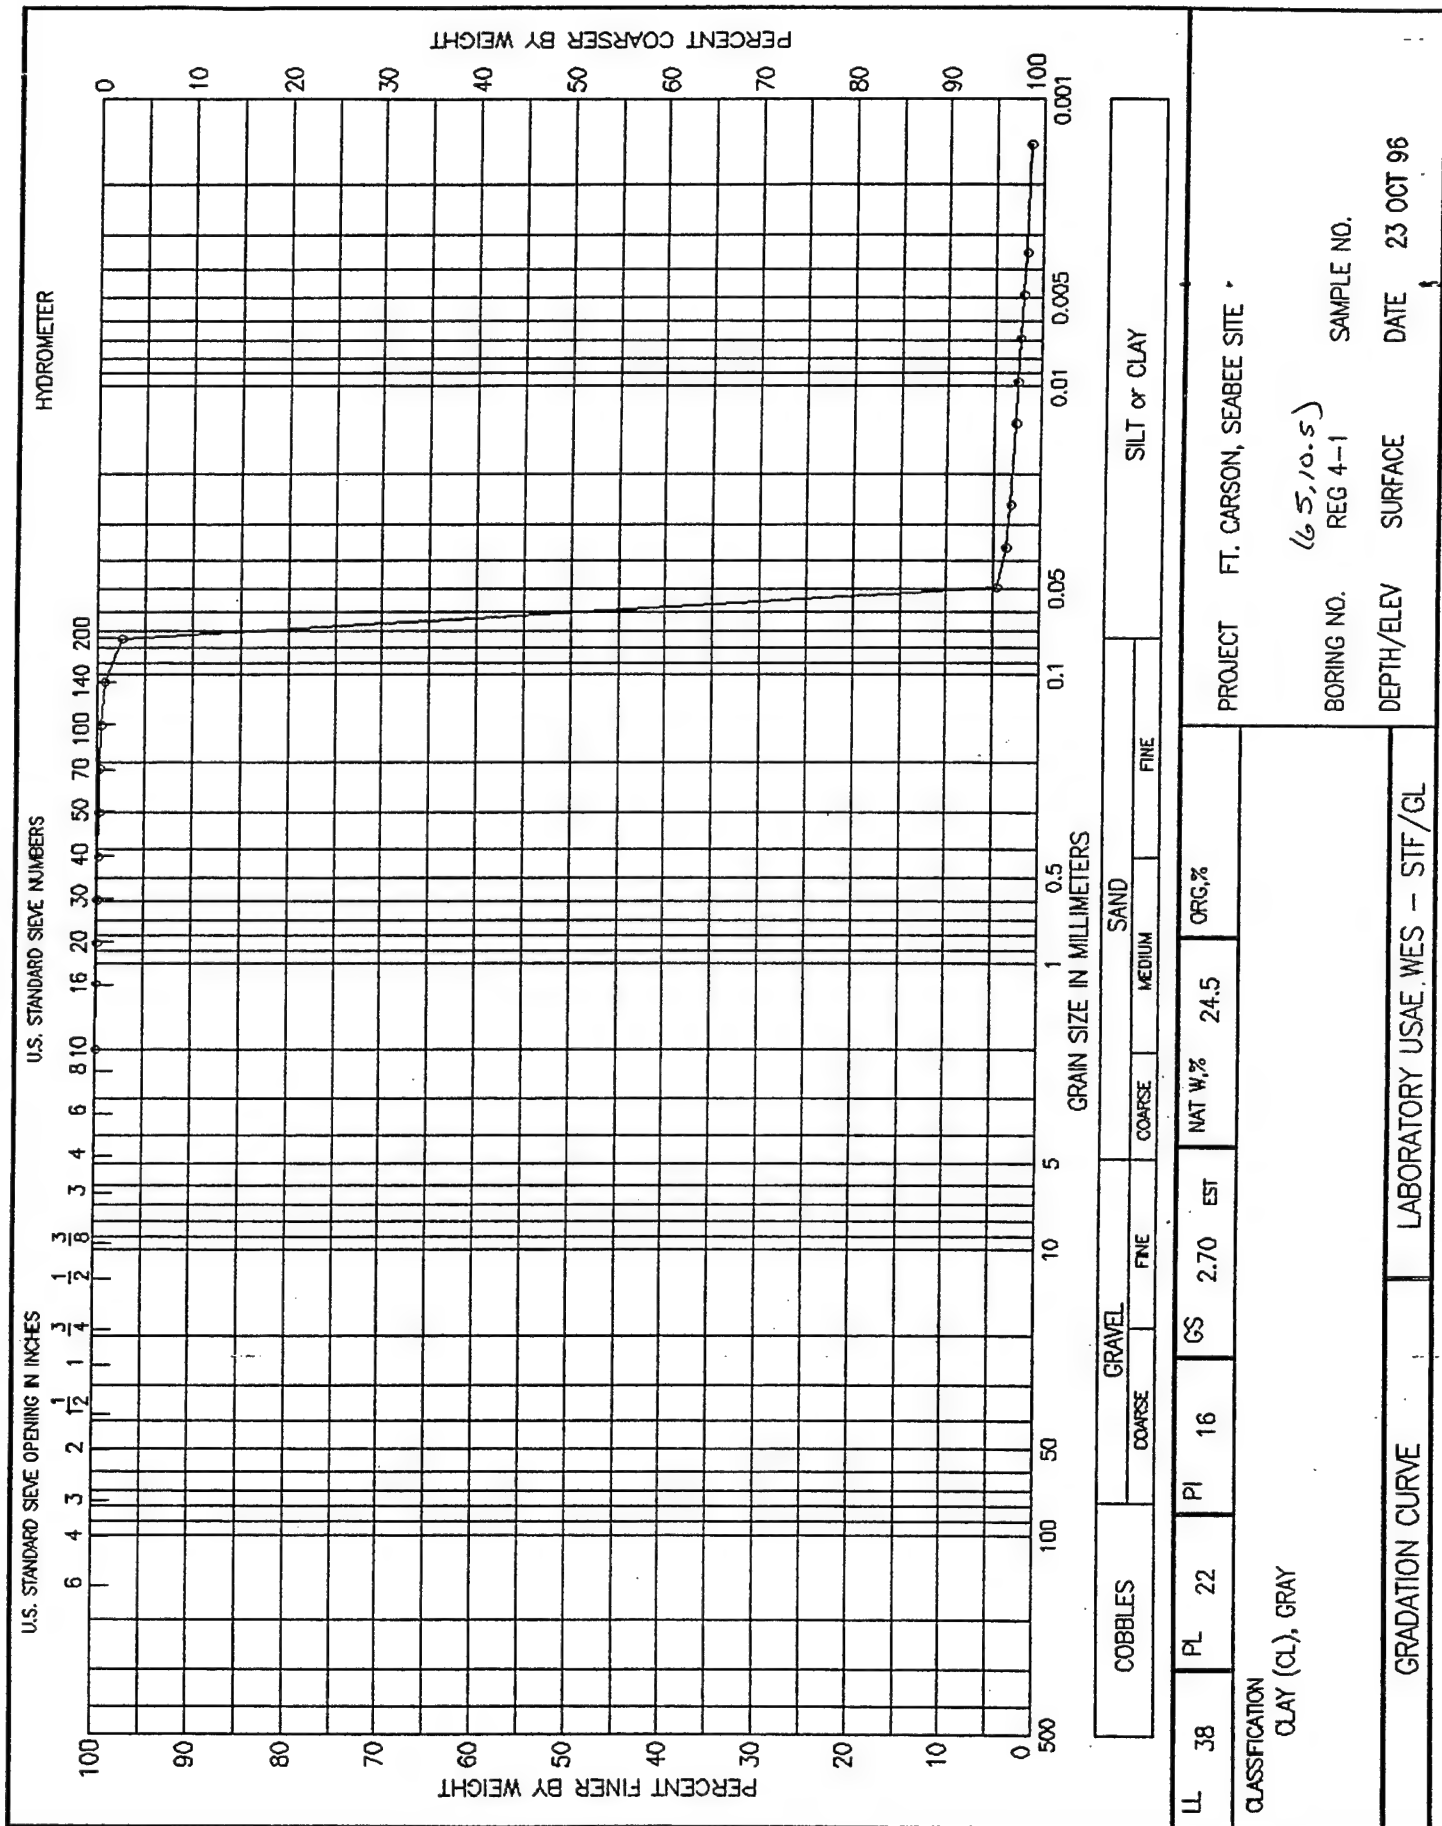 U.S. STANDARD SIEVE OPENING IN INCHES U.S. STANDARD SIEVE NUMBERS HYDROMETER
6 4 3 2 1 1/2 1 3/4 1/2 3/8 3 4 6 8 10 16 20 30 40 50 70 100 140 200
PERCENT FINER BY WEIGHT
100
90
80
70
60
50
40
30
20
10
0
PERCENT COARSER BY WEIGHT
0
10
20
30
40
50
60
70
80
90
100
500 100 50 10 5 1 0.5 0.1 0.05 0.01 0.005 0.001
GRAIN SIZE IN MILLIMETERS
COBBLES GRAVEL SAND SILT or CLAY
COARSE FINE COARSE MEDIUM FINE
LL 38 PL 22 PI 16 GS 2.70 EST NAT W,% 24.5 ORG,%
CLASSIFICATION
CLAY (CL), GRAY
PROJECT FT. CARSON, SEABEE SITE
(65,10.5)
BORING NO. REG 4-1 SAMPLE NO.
DEPTH/ELEV SURFACE DATE 23 OCT 96
GRADATION CURVE LABORATORY USAE, WES - STF/GL